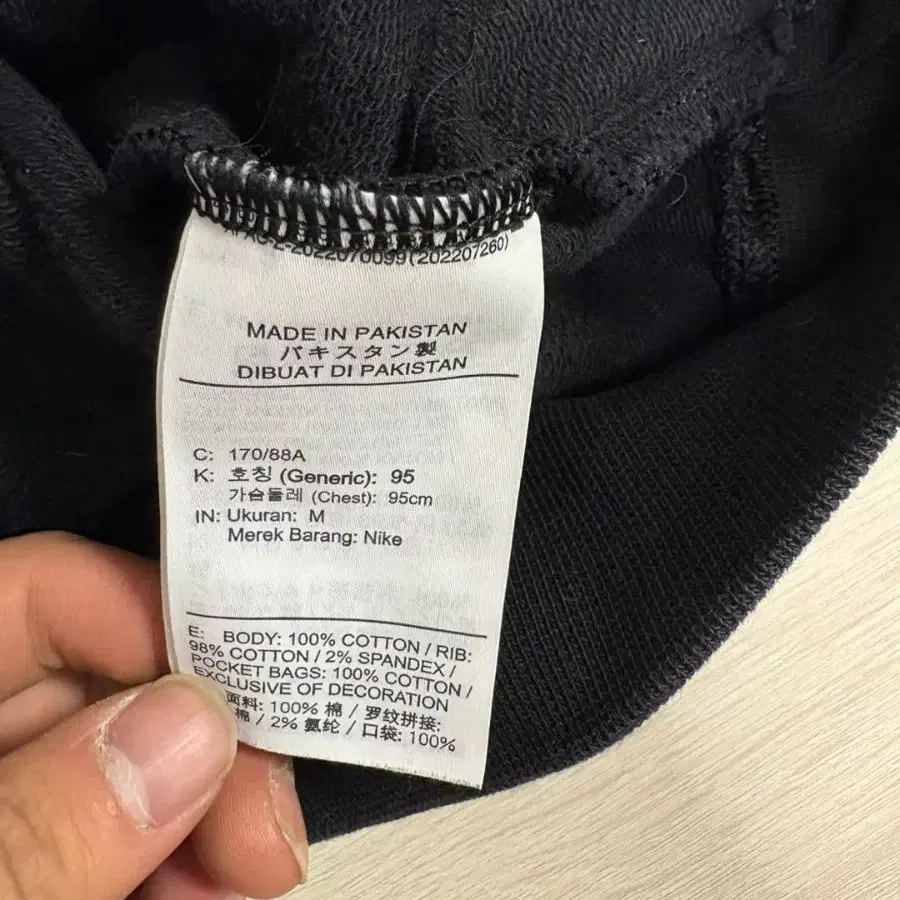 2022070099(202207260)
MADE IN PAKISTAN
パキスタン製
DIBUAT DI PAKISTAN
C: 170/88A
K: 호칭 (Generic): 95
가슴둘레 (Chest): 95cm
IN: Ukuran: M
Merek Barang: Nike
E: BODY: 100% COTTON / RIB:
98% COTTON / 2% SPANDEX /
POCKET BAGS: 100% COTTON /
EXCLUSIVE OF DECORATION
面料: 100% 棉 / 罗纹拼接:
棉 / 2% 氨纶 / 口袋: 100%